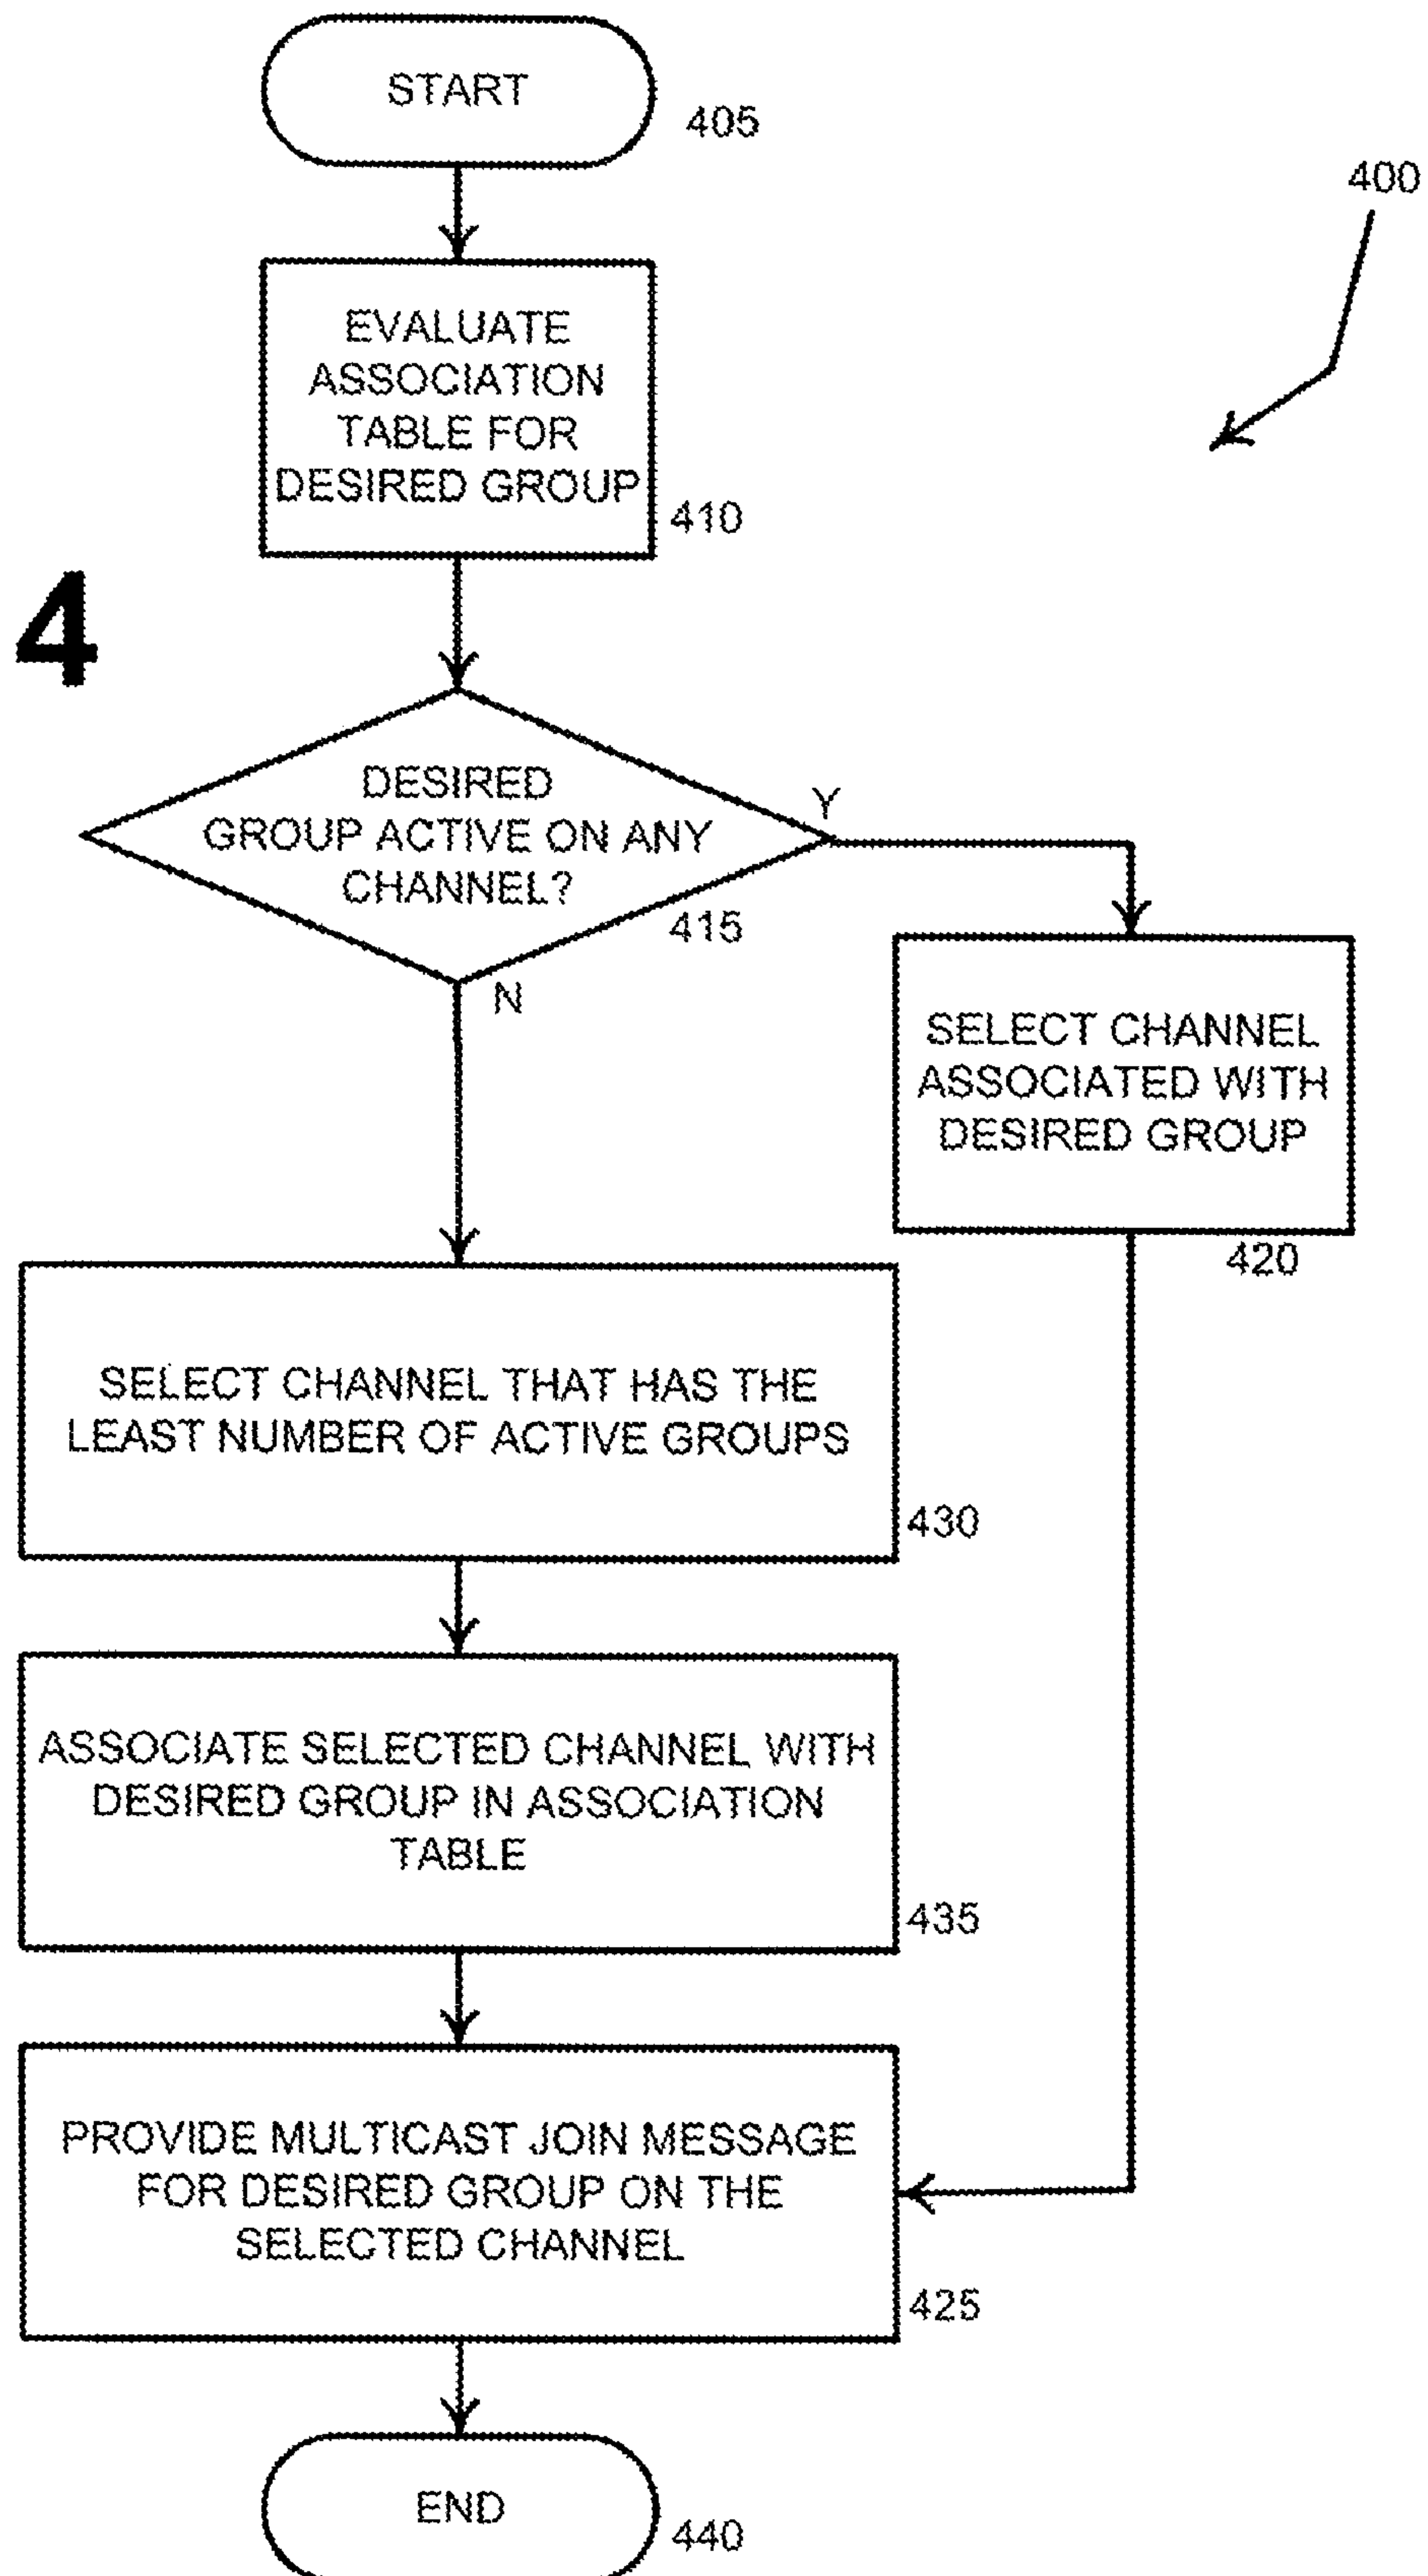 START
405
400
EVALUATE
ASSOCIATION
TABLE FOR
DESIRED GROUP
410
4
DESIRED
GROUP ACTIVE ON ANY
CHANNEL?
415
Y
N
SELECT CHANNEL
ASSOCIATED WITH
DESIRED GROUP
420
SELECT CHANNEL THAT HAS THE
LEAST NUMBER OF ACTIVE GROUPS
430
ASSOCIATE SELECTED CHANNEL WITH
DESIRED GROUP IN ASSOCIATION
TABLE
435
PROVIDE MULTICAST JOIN MESSAGE
FOR DESIRED GROUP ON THE
SELECTED CHANNEL
425
END
440